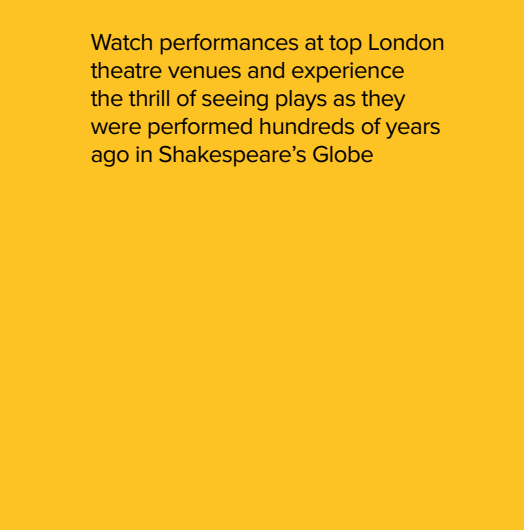 Watch performances at top London
theatre venues and experience
the thrill of seeing plays as they
were performed hundreds of years
ago in Shakespeare’s Globe